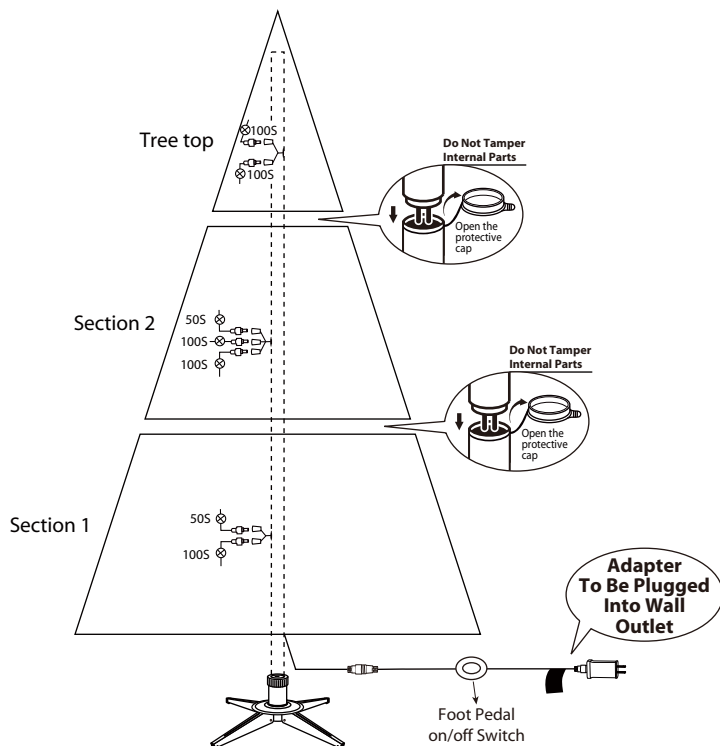 100S
Tree top
100S
Do Not Tamper
Internal Parts
Open the
protective
cap
Section 2
50S
100S
100S
Do Not Tamper
Internal Parts
Open the
protective
cap
Section 1
50S
100S
Adapter
To Be Plugged
Into Wall
Outlet
Foot Pedal
on/off Switch